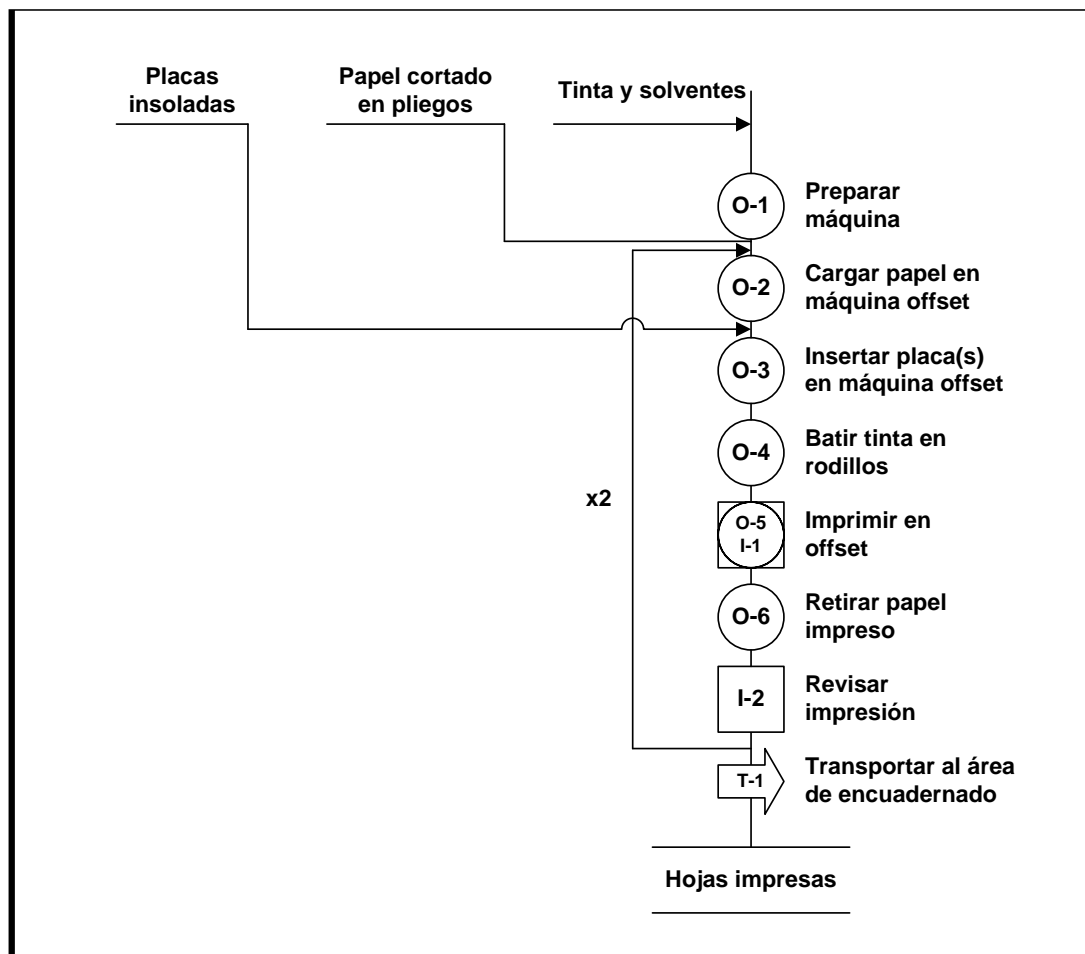 Placas
insoladas
Papel cortado
en pliegos
Tinta y solventes
O-1
Preparar
máquina
O-2
Cargar papel en
máquina offset
O-3
Insertar placa(s)
en máquina offset
O-4
Batir tinta en
rodillos
x2
O-5
I-1
Imprimir en
offset
O-6
Retirar papel
impreso
I-2
Revisar
impresión
T-1
Transportar al área
de encuadernado
Hojas impresas